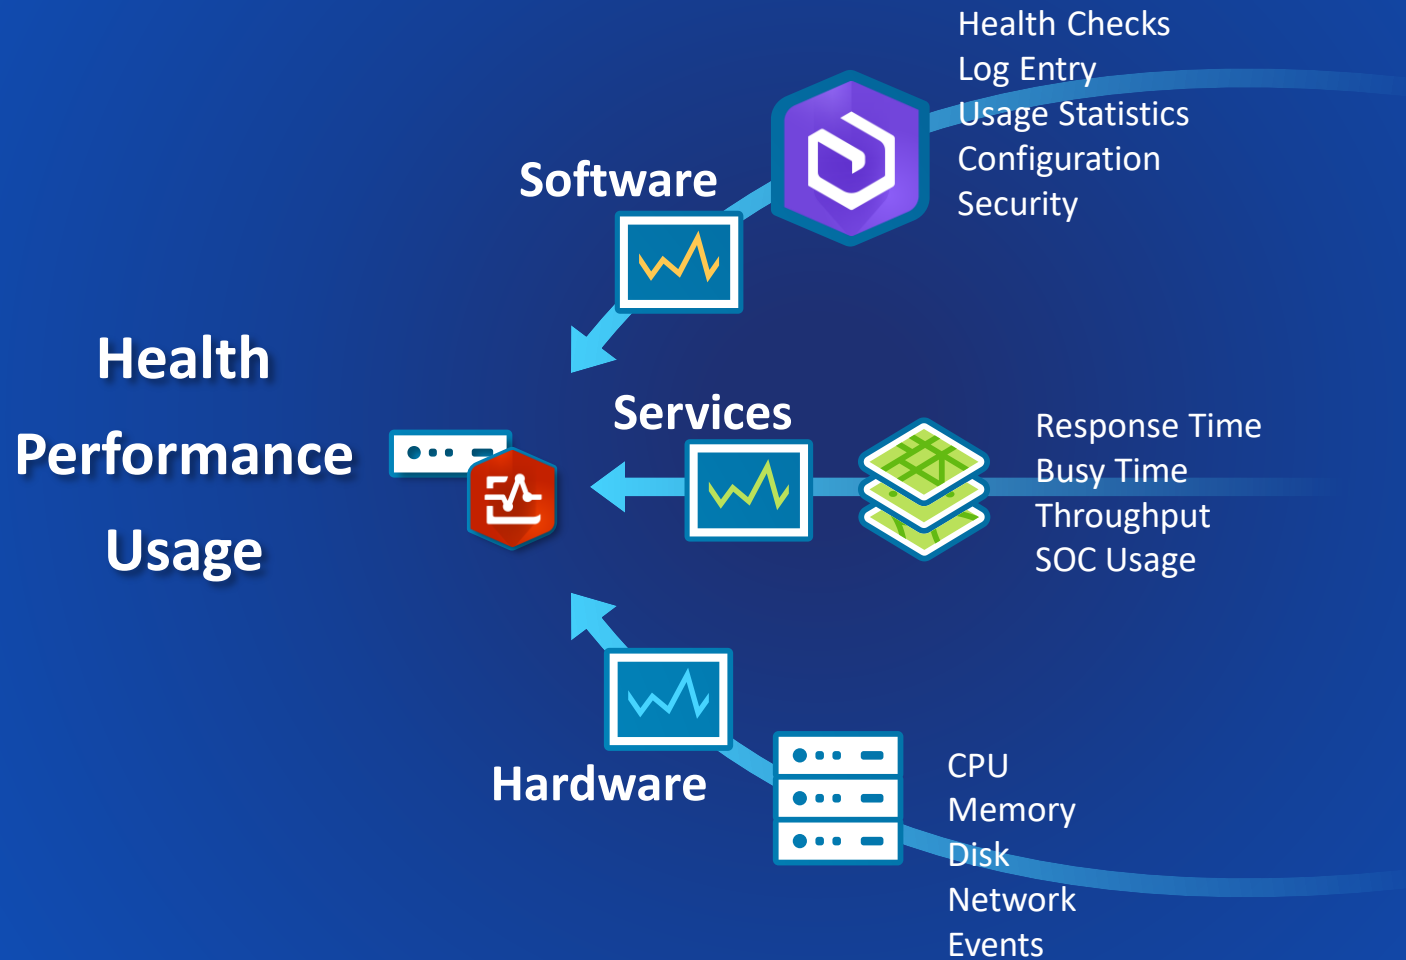 Health
Performance
Usage
Software
Health Checks
Log Entry
Usage Statistics
Configuration
Security
Services
Response Time
Busy Time
Throughput
SOC Usage
Hardware
CPU
Memory
Disk
Network
Events